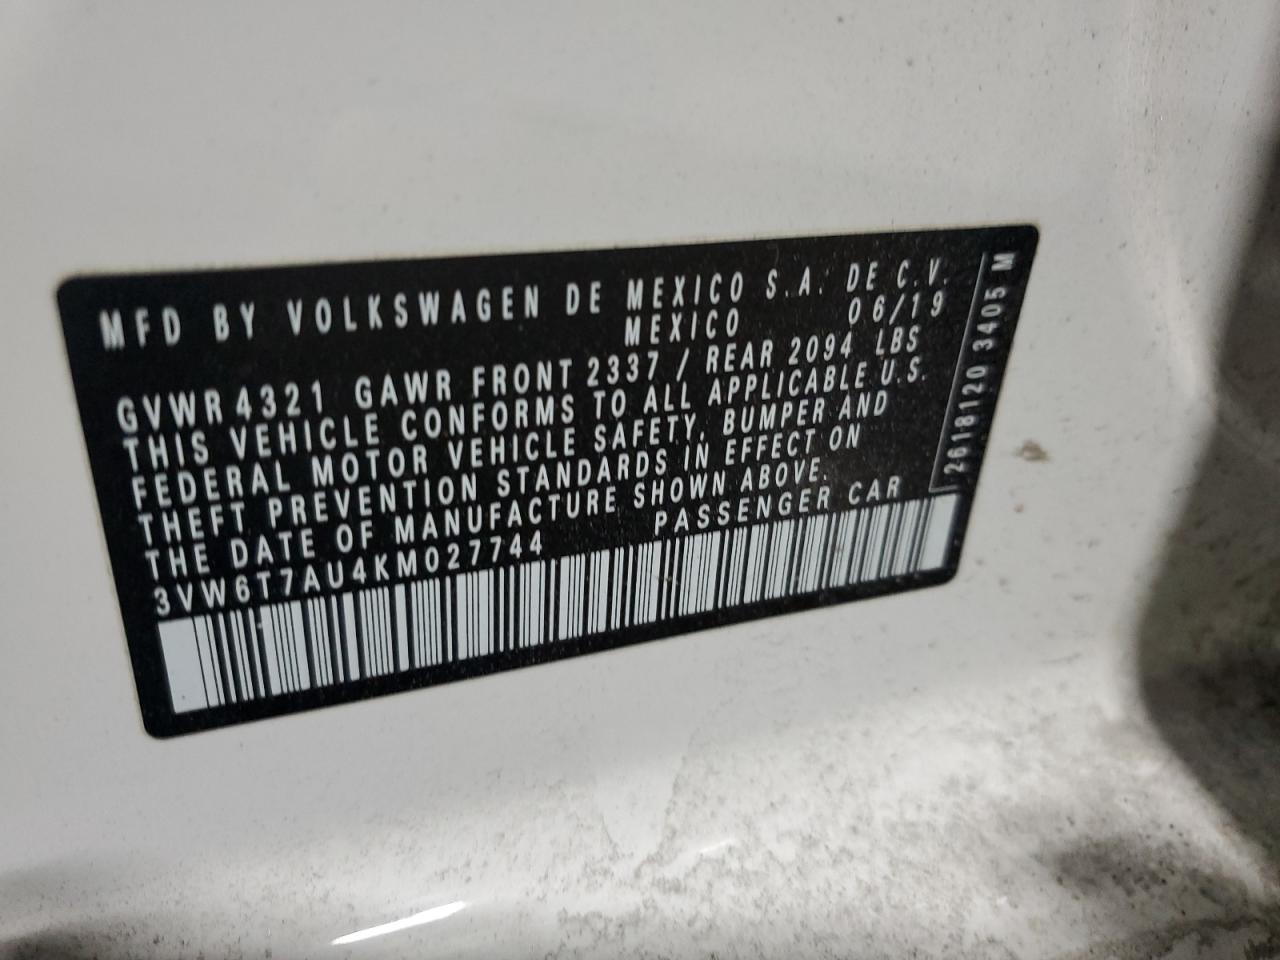 MFD BY VOLKSWAGEN DE MEXICO S.A. DE C.V.
MEXICO 06/19
GVWR 4321 GAWR FRONT 2337 / REAR 2094 LBS
THIS VEHICLE CONFORMS TO ALL APPLICABLE U.S.
FEDERAL MOTOR VEHICLE SAFETY, BUMPER AND
THEFT PREVENTION STANDARDS IN EFFECT ON
THE DATE OF MANUFACTURE SHOWN ABOVE.
3VW6T7AU4KM027744 PASSENGER CAR
2618120 3405 M